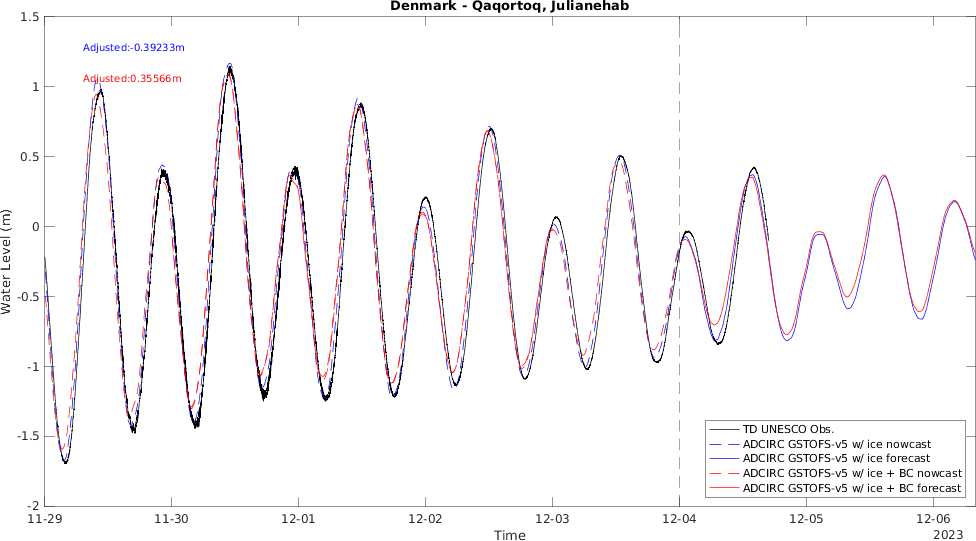 Denmark - Qaqortoq, Julianehab
Adjusted:-0.39233m
Adjusted:0.35566m
Water Level (m)
1.5
1
0.5
0
-0.5
-1
-1.5
-2
11-29 11-30 12-01 12-02 12-03 12-04 12-05 12-06
Time
2023
TD UNESCO Obs.
ADCIRC GSTOFS-v5 w/ ice nowcast
ADCIRC GSTOFS-v5 w/ ice forecast
ADCIRC GSTOFS-v5 w/ ice + BC nowcast
ADCIRC GSTOFS-v5 w/ ice + BC forecast